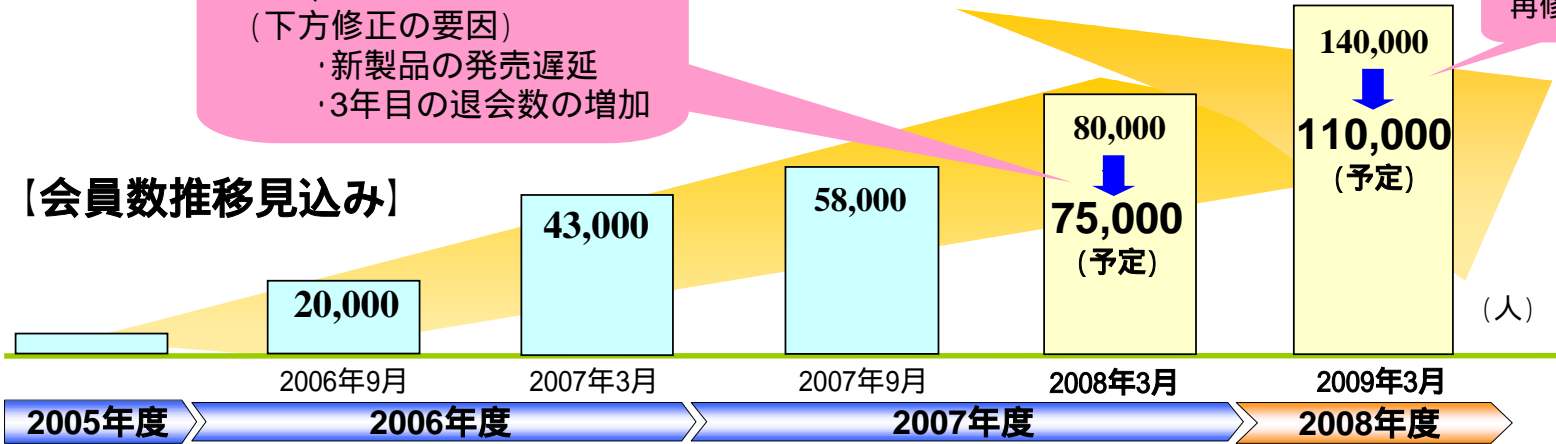 (下方修正の要因)
・新製品の発売遅延
・3年目の退会数の増加
再修
【会員数推移見込み】
20,000
43,000
58,000
80,000
75,000
(予定)
140,000
110,000
(予定)
(人)
2006年9月
2007年3月
2007年9月
2008年3月
2009年3月
2005年度
2006年度
2007年度
2008年度